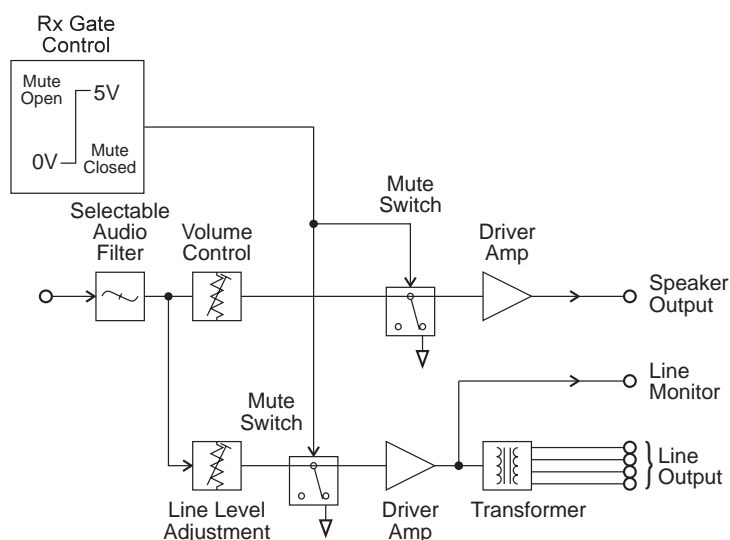 Rx Gate
Control
Mute
Open
5V
0V
Mute
Closed
Selectable
Audio
Filter
Volume
Control
Mute
Switch
Driver
Amp
Speaker
Output
Line
Monitor
Mute
Switch
Line
Output
Line Level
Adjustment
Driver
Amp
Transformer